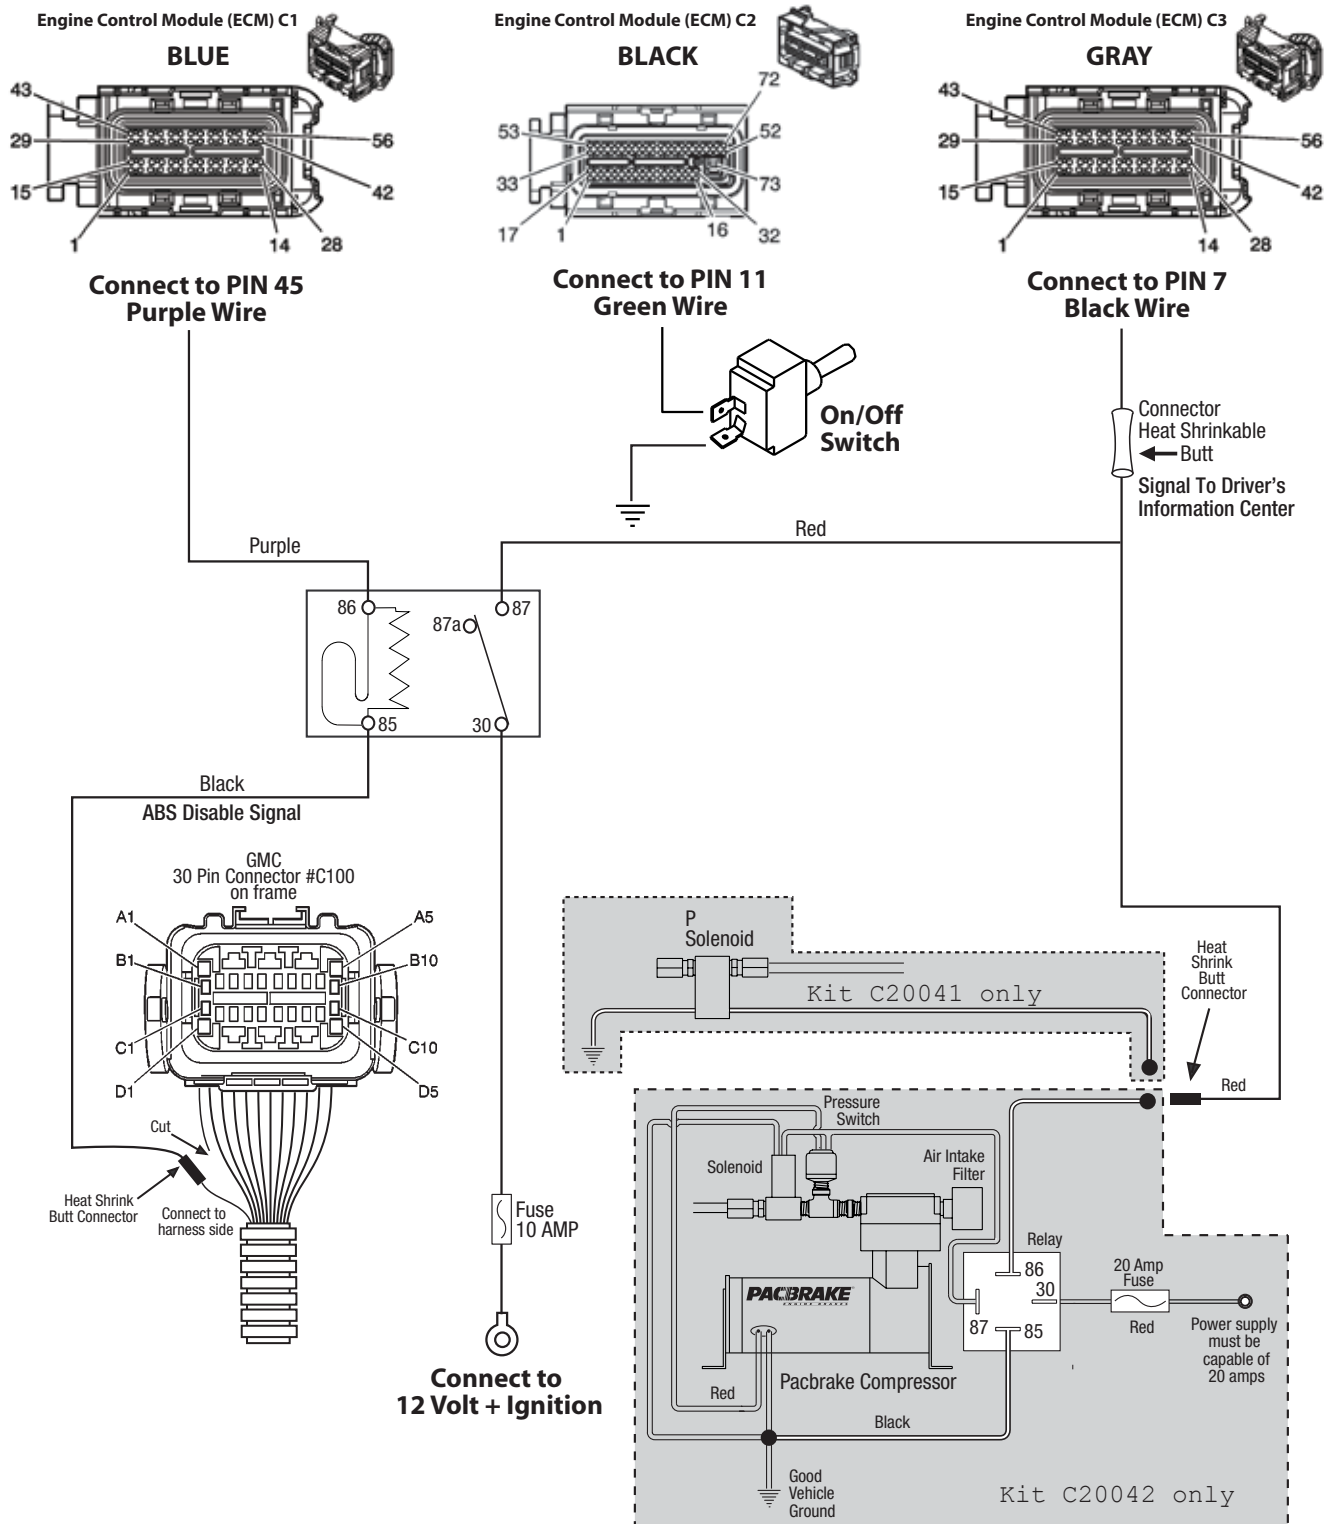 Engine Control Module (ECM) C1
BLUE
43
29
15
1
14
28
42
56
Connect to PIN 45
Purple Wire
Engine Control Module (ECM) C2
BLACK
72
53
52
33
73
17
1
16
32
Connect to PIN 11
Green Wire
Engine Control Module (ECM) C3
GRAY
43
29
15
1
14
28
42
56
Connect to PIN 7
Black Wire
On/Off
Switch
Connector
Heat Shrinkable
Butt
Signal To Driver's
Information Center
Purple
Red
86
87
87a
85
30
Black
ABS Disable Signal
GMC
30 Pin Connector #C100
on frame
A1
A5
B1
B10
C1
C10
D1
D5
Cut
Heat Shrink
Butt Connector
Connect to
harness side
Fuse
10 AMP
Connect to
12 Volt + Ignition
P
Solenoid
Kit C20041 only
Heat
Shrink
Butt
Connector
Red
Pressure
Switch
Solenoid
Air Intake
Filter
Relay
86
30
87
85
20 Amp
Fuse
Red
Power supply
must be
capable of
20 amps
PACBRAKE
ENGINE BRAKES
Pacbrake Compressor
Red
Black
Good
Vehicle
Ground
Kit C20042 only